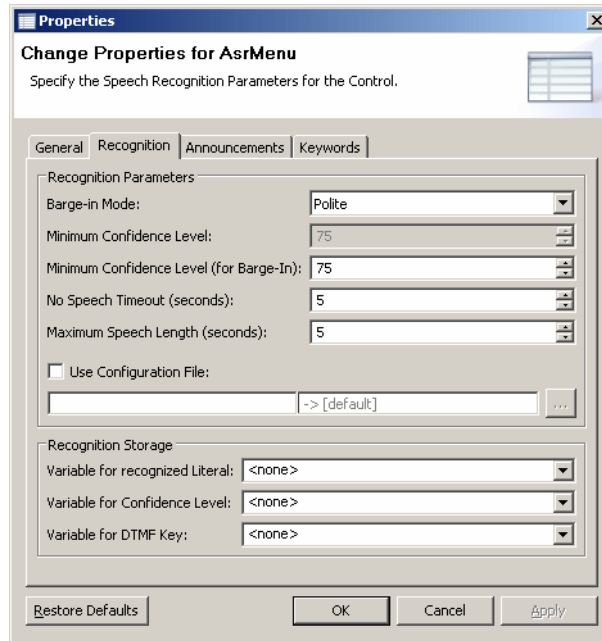 Properties
Change Properties for AsrMenu
Specify the Speech Recognition Parameters for the Control.
General Recognition Announcements Keywords
Recognition Parameters
Barge-in Mode: Polite
Minimum Confidence Level: 75
Minimum Confidence Level (for Barge-In): 75
No Speech Timeout (seconds): 5
Maximum Speech Length (seconds): 5
Use Configuration File:
-> [default] ...
Recognition Storage
Variable for recognized Literal: <none>
Variable for Confidence Level: <none>
Variable for DTMF Key: <none>
Restore Defaults OK Cancel Apply